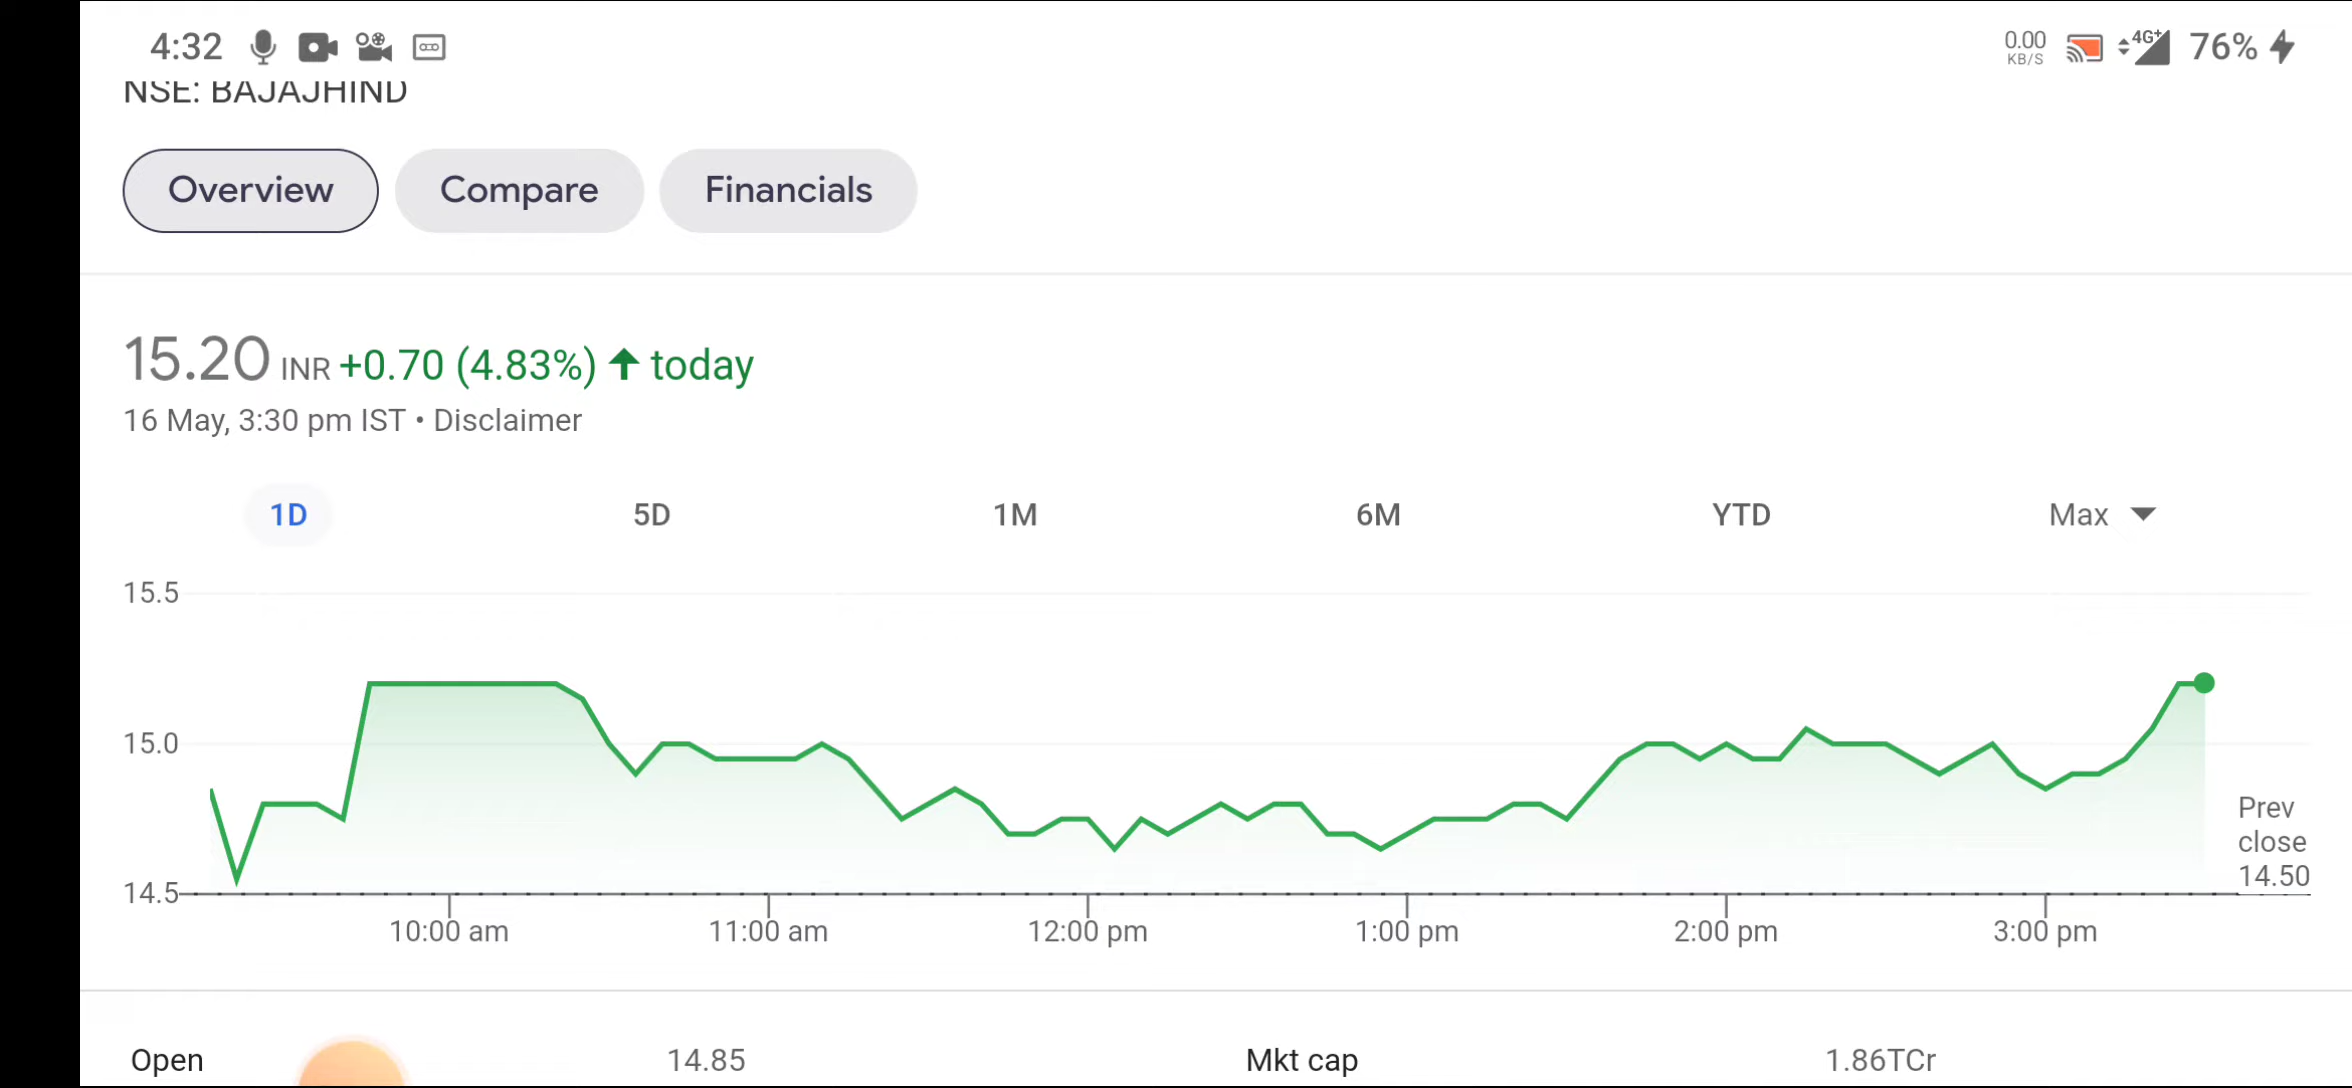 4:32
0.00 KB/S 4G+ 76%
NSE: BAJAJHIND
Overview Compare Financials
15.20 INR +0.70 (4.83%) ↑ today
16 May, 3:30 pm IST • Disclaimer
1D 5D 1M 6M YTD Max
15.5
15.0
14.5
Prev
close
14.50
10:00 am 11:00 am 12:00 pm 1:00 pm 2:00 pm 3:00 pm
Open 14.85 Mkt cap 1.86TCr